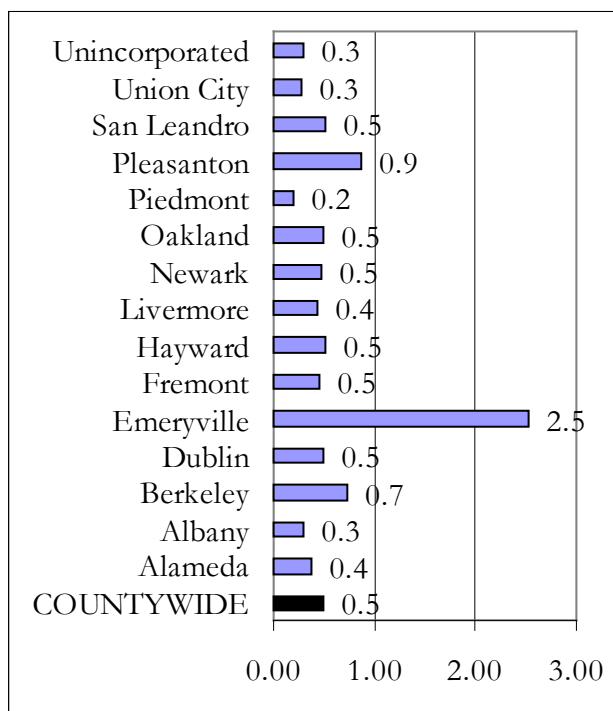 Unincorporated 0.3
Union City 0.3
San Leandro 0.5
Pleasanton 0.9
Piedmont 0.2
Oakland 0.5
Newark 0.5
Livermore 0.4
Hayward 0.5
Fremont 0.5
Emeryville 2.5
Dublin 0.5
Berkeley 0.7
Albany 0.3
Alameda 0.4
COUNTYWIDE 0.5
0.00 1.00 2.00 3.00